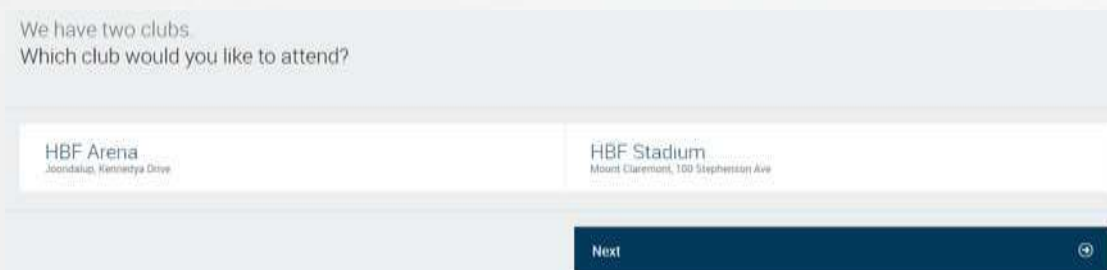 We have two clubs.
Which club would you like to attend?
HBF Arena
Joondalup, Kennedya Drive
HBF Stadium
Mount Claremont, 100 Stephenson Ave
Next